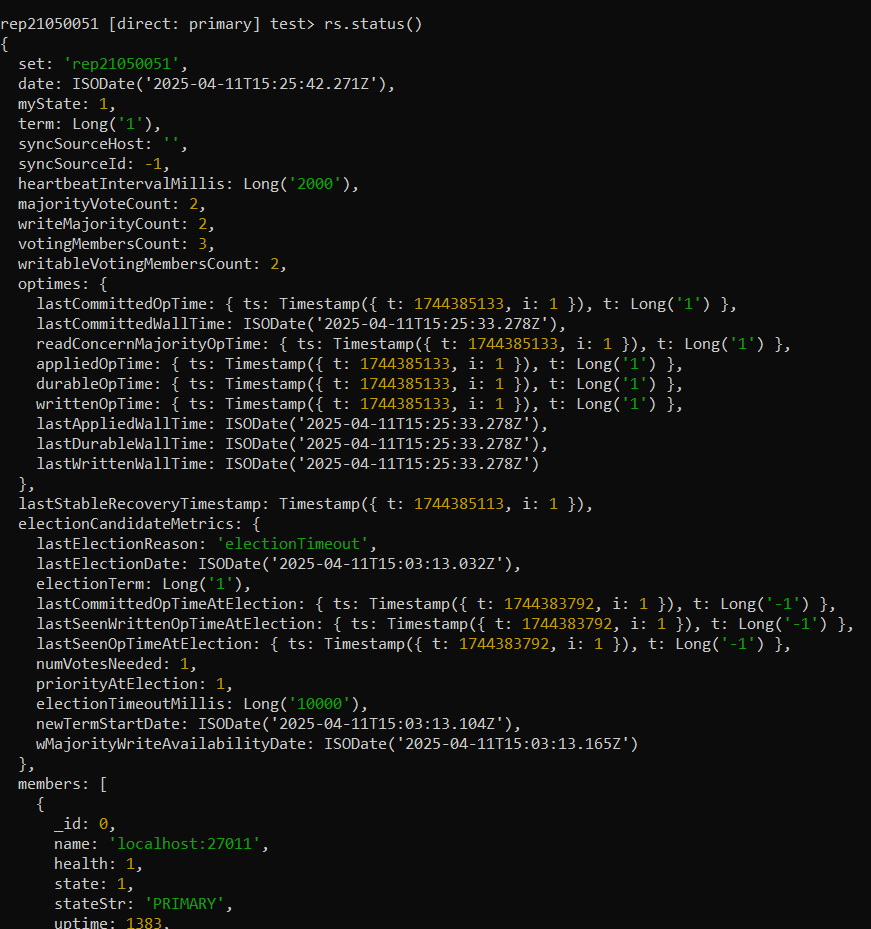 rep21050051 [direct: primary] test> rs.status()
{
  set: 'rep21050051',
  date: ISODate('2025-04-11T15:25:42.271Z'),
  myState: 1,
  term: Long('1'),
  syncSourceHost: '',
  syncSourceId: -1,
  heartbeatIntervalMillis: Long('2000'),
  majorityVoteCount: 2,
  writeMajorityCount: 2,
  votingMembersCount: 3,
  writableVotingMembersCount: 2,
  optimes: {
    lastCommittedOpTime: { ts: Timestamp({ t: 1744385133, i: 1 }), t: Long('1') },
    lastCommittedWallTime: ISODate('2025-04-11T15:25:33.278Z'),
    readConcernMajorityOpTime: { ts: Timestamp({ t: 1744385133, i: 1 }), t: Long('1') },
    appliedOpTime: { ts: Timestamp({ t: 1744385133, i: 1 }), t: Long('1') },
    durableOpTime: { ts: Timestamp({ t: 1744385133, i: 1 }), t: Long('1') },
    writtenOpTime: { ts: Timestamp({ t: 1744385133, i: 1 }), t: Long('1') },
    lastAppliedWallTime: ISODate('2025-04-11T15:25:33.278Z'),
    lastDurableWallTime: ISODate('2025-04-11T15:25:33.278Z'),
    lastWrittenWallTime: ISODate('2025-04-11T15:25:33.278Z')
  },
  lastStableRecoveryTimestamp: Timestamp({ t: 1744385113, i: 1 }),
  electionCandidateMetrics: {
    lastElectionReason: 'electionTimeout',
    lastElectionDate: ISODate('2025-04-11T15:03:13.032Z'),
    electionTerm: Long('1'),
    lastCommittedOpTimeAtElection: { ts: Timestamp({ t: 1744383792, i: 1 }), t: Long('-1') },
    lastSeenWrittenOpTimeAtElection: { ts: Timestamp({ t: 1744383792, i: 1 }), t: Long('-1') },
    lastSeenOpTimeAtElection: { ts: Timestamp({ t: 1744383792, i: 1 }), t: Long('-1') },
    numVotesNeeded: 1,
    priorityAtElection: 1,
    electionTimeoutMillis: Long('10000'),
    newTermStartDate: ISODate('2025-04-11T15:03:13.104Z'),
    wMajorityWriteAvailabilityDate: ISODate('2025-04-11T15:03:13.165Z')
  },
  members: [
    {
      _id: 0,
      name: 'localhost:27011',
      health: 1,
      state: 1,
      stateStr: 'PRIMARY',
      uptime: 1383,